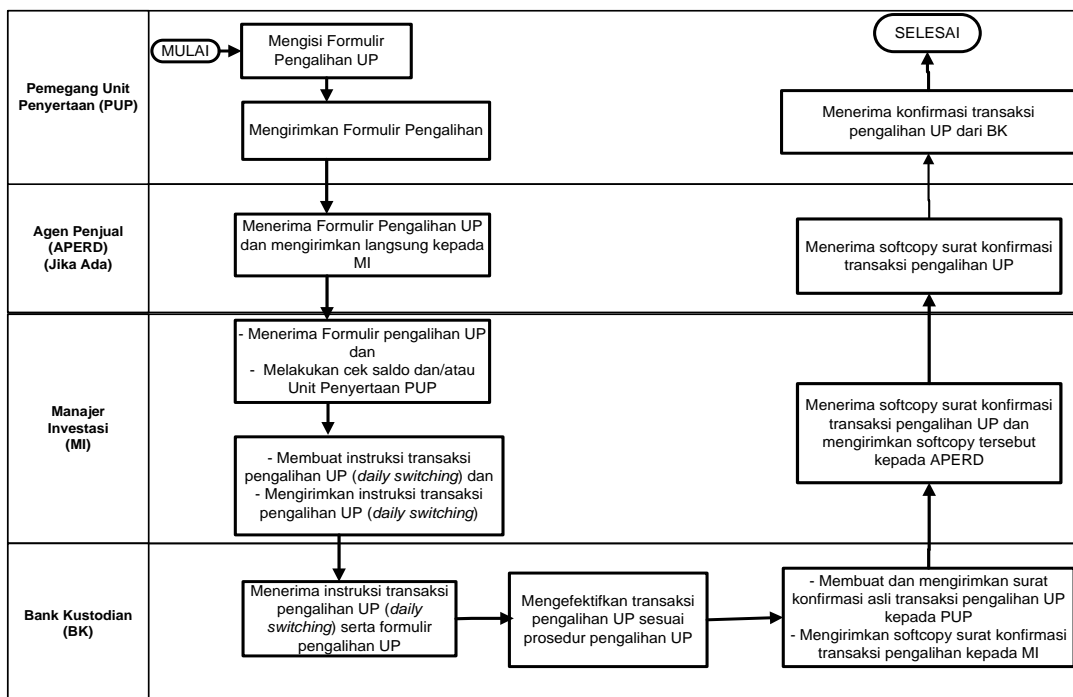 MULAI
Mengisi Formulir
Pengalihan UP
SELESAI
Pemegang Unit
Penyertaan (PUP)
Mengirimkan Formulir Pengalihan
Menerima konfirmasi transaksi
pengalihan UP dari BK
Agen Penjual
(APERD)
(Jika Ada)
Menerima Formulir Pengalihan UP
dan mengirimkan langsung kepada
MI
Menerima softcopy surat konfirmasi
transaksi pengalihan UP
Manajer
Investasi
(MI)
- Menerima Formulir pengalihan UP
dan
- Melakukan cek saldo dan/atau
Unit Penyertaan PUP
- Membuat instruksi transaksi
pengalihan UP (daily switching) dan
- Mengirimkan instruksi transaksi
pengalihan UP (daily switching)
Menerima softcopy surat konfirmasi
transaksi pengalihan UP dan
mengirimkan softcopy tersebut
kepada APERD
Bank Kustodian
(BK)
Menerima instruksi transaksi
pengalihan UP (daily
switching) serta formulir
pengalihan UP
Mengefektifkan transaksi
pengalihan UP sesuai
prosedur pengalihan UP
- Membuat dan mengirimkan surat
konfirmasi asli transaksi pengalihan UP
kepada PUP
- Mengirimkan softcopy surat konfirmasi
transaksi pengalihan kepada MI